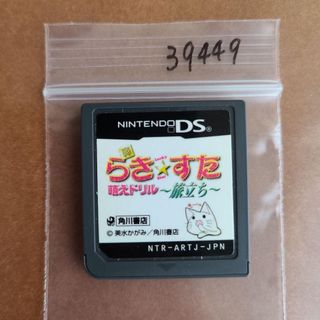 39449
NINTENDO DS
真 らき☆すた
萌えドリル ～旅立ち～
角川書店
© 美水かがみ/角川書店
NTR-ARTJ-JPN